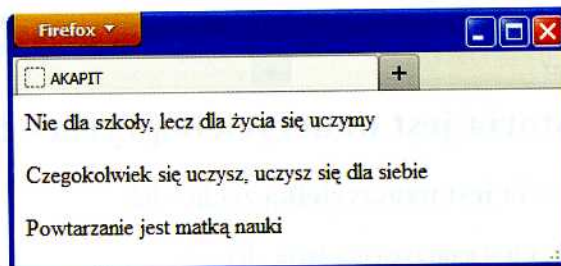 Firefox
AKAPIT
+
Nie dla szkoły, lecz dla życia się uczymy
Czegokolwiek się uczysz, uczysz się dla siebie
Powtarzanie jest matką nauki